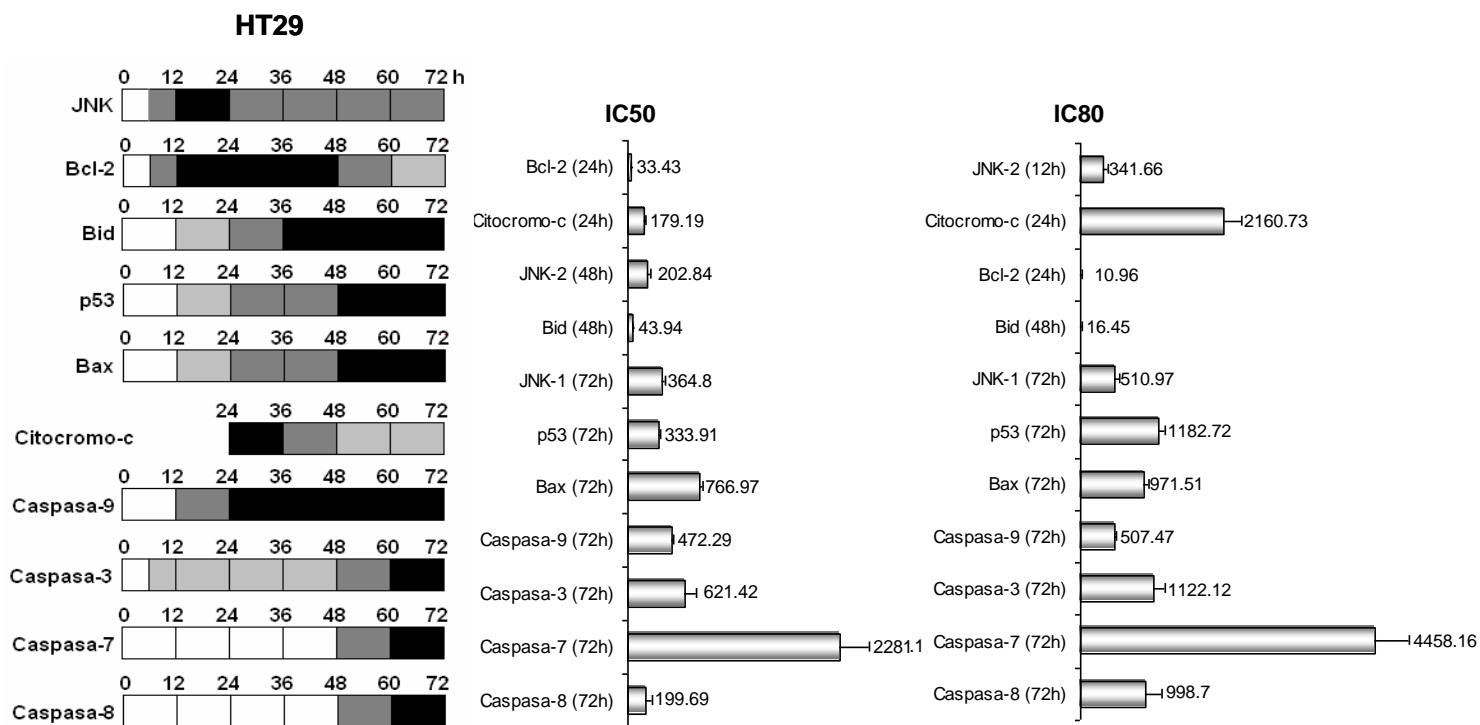 HT29
0 12 24 36 48 60 72 h
JNK
0 12 24 36 48 60 72
Bcl-2
0 12 24 36 48 60 72
Bid
0 12 24 36 48 60 72
p53
0 12 24 36 48 60 72
Bax
24 36 48 60 72
Citocromo-c
0 12 24 36 48 60 72
Caspasa-9
0 12 24 36 48 60 72
Caspasa-3
0 12 24 36 48 60 72
Caspasa-7
0 12 24 36 48 60 72
Caspasa-8
IC50
Bcl-2 (24h) 33.43
Citocromo-c (24h) 179.19
JNK-2 (48h) 202.84
Bid (48h) 43.94
JNK-1 (72h) 364.8
p53 (72h) 333.91
Bax (72h) 766.97
Caspasa-9 (72h) 472.29
Caspasa-3 (72h) 621.42
Caspasa-7 (72h) 2281.1
Caspasa-8 (72h) 199.69
IC80
JNK-2 (12h) 341.66
Citocromo-c (24h) 2160.73
Bcl-2 (24h) 10.96
Bid (48h) 16.45
JNK-1 (72h) 510.97
p53 (72h) 1182.72
Bax (72h) 971.51
Caspasa-9 (72h) 507.47
Caspasa-3 (72h) 1122.12
Caspasa-7 (72h) 4458.16
Caspasa-8 (72h) 998.7